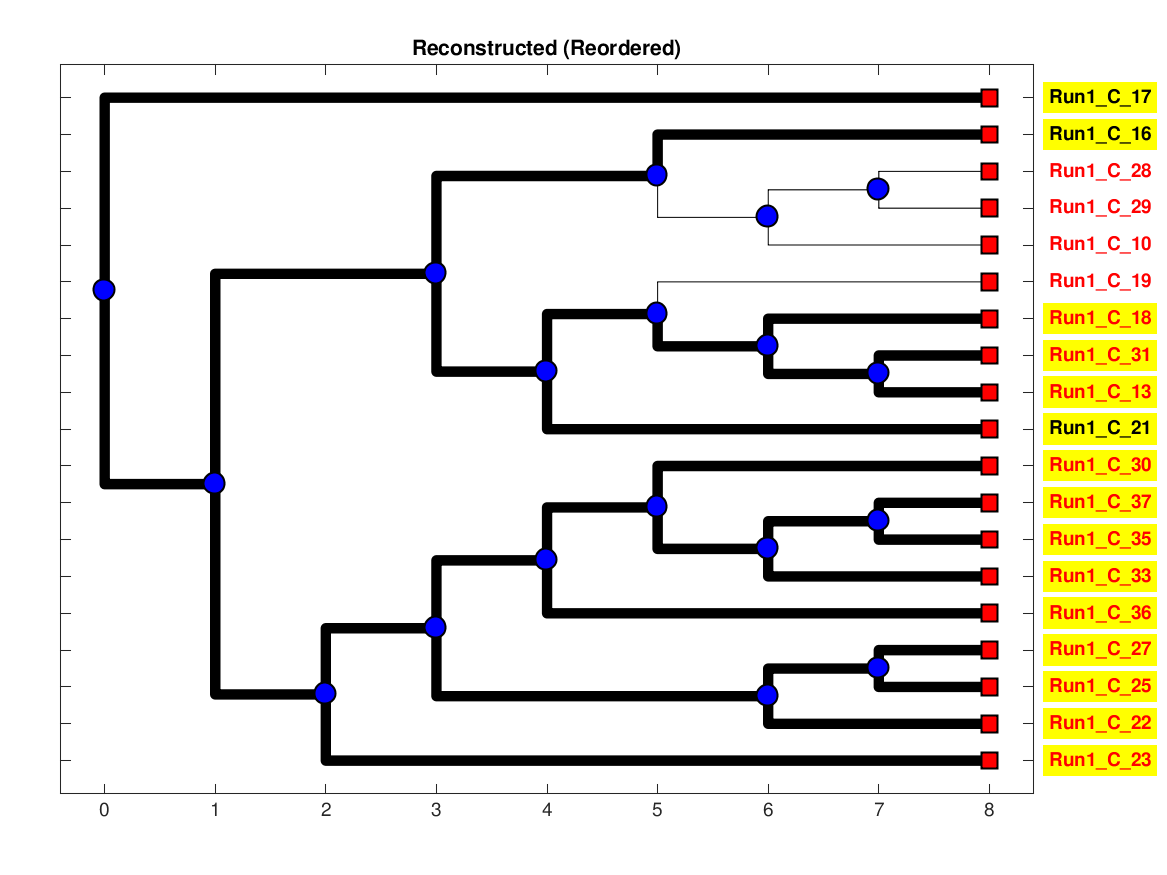 Reconstructed (Reordered)
Run1_C_17
Run1_C_16
Run1_C_28
Run1_C_29
Run1_C_10
Run1_C_19
Run1_C_18
Run1_C_31
Run1_C_13
Run1_C_21
Run1_C_30
Run1_C_37
Run1_C_35
Run1_C_33
Run1_C_36
Run1_C_27
Run1_C_25
Run1_C_22
Run1_C_23
0 1 2 3 4 5 6 7 8